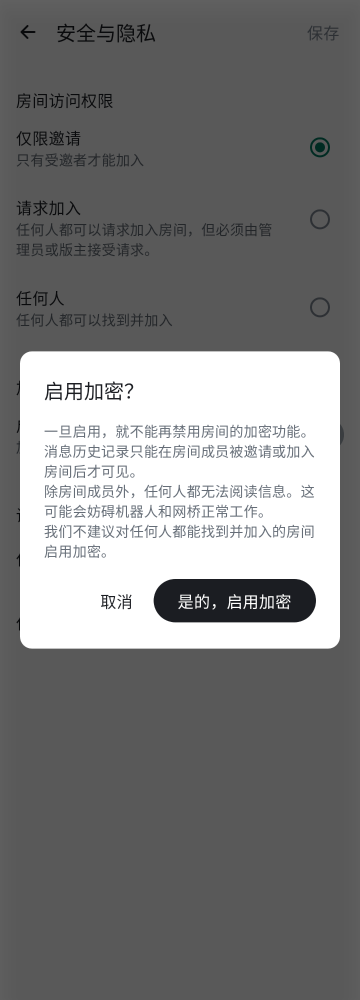 安全与隐私
保存
房间访问权限
仅限邀请
只有受邀者才能加入
请求加入
任何人都可以请求加入房间，但必须由管
理员或版主接受请求。
任何人
任何人都可以找到并加入
启用加密？
一旦启用，就不能再禁用房间的加密功能。
消息历史记录只能在房间成员被邀请或加入
房间后才可见。
除房间成员外，任何人都无法阅读信息。这
可能会妨碍机器人和网桥正常工作。
我们不建议对任何人都能找到并加入的房间
启用加密。
取消
是的，启用加密